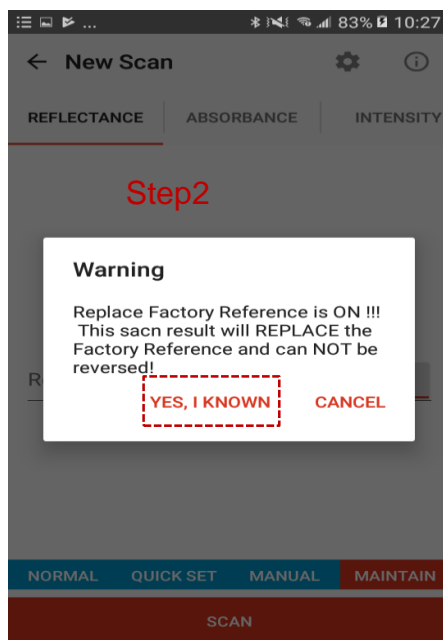 ... 83% 10:27
New Scan
REFLECTANCE ABSORBANCE INTENSITY
Step2
Warning
Replace Factory Reference is ON !!!
This sacn result will REPLACE the
Factory Reference and can NOT be
reversed!
YES, I KNOWN CANCEL
NORMAL QUICK SET MANUAL MAINTAIN
SCAN